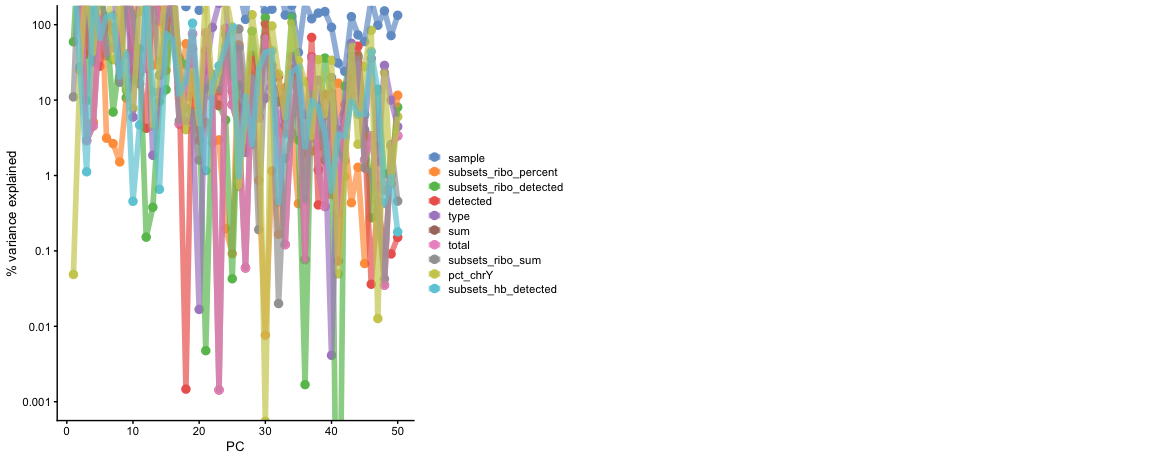 % variance explained
100
10
1
0.1
0.01
0.001
0
10
20
30
40
50
PC
sample
subsets_ribo_percent
subsets_ribo_detected
detected
type
sum
total
subsets_ribo_sum
pct_chrY
subsets_hb_detected